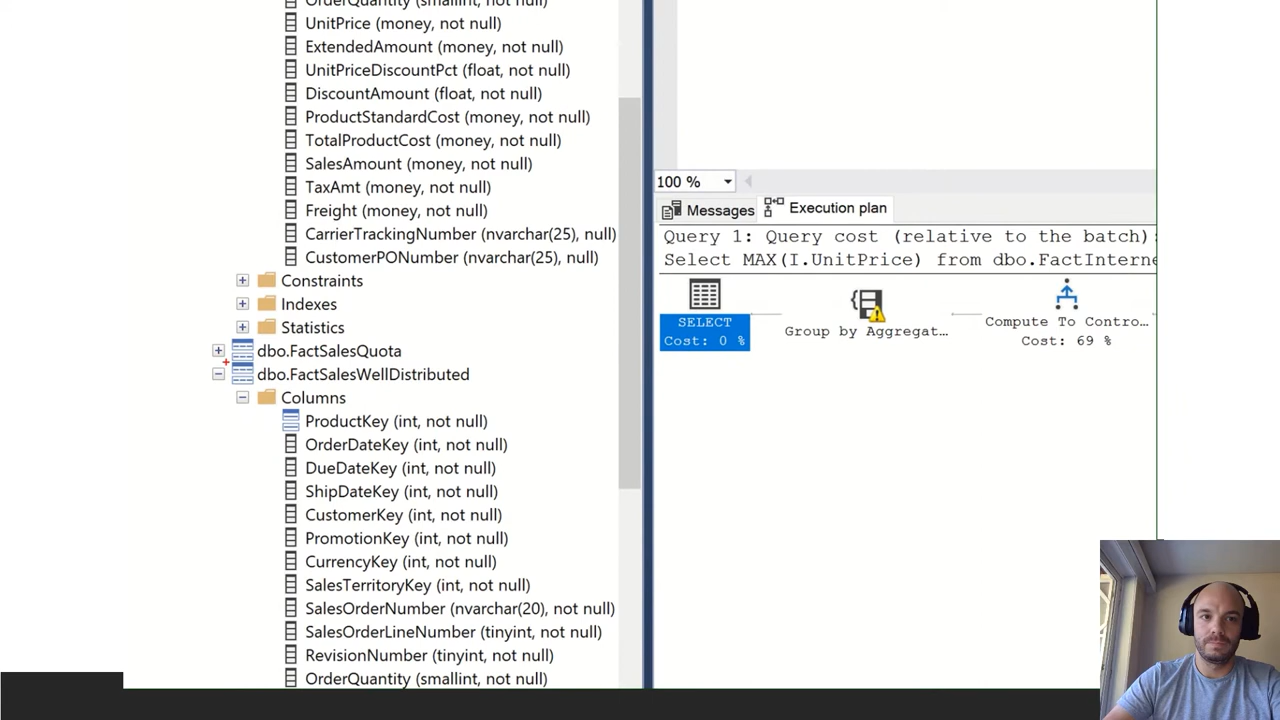 OrderQuantity (smallint, not null)
UnitPrice (money, not null)
ExtendedAmount (money, not null)
UnitPriceDiscountPct (float, not null)
DiscountAmount (float, not null)
ProductStandardCost (money, not null)
TotalProductCost (money, not null)
SalesAmount (money, not null)
TaxAmt (money, not null)
Freight (money, not null)
CarrierTrackingNumber (nvarchar(25), null)
CustomerPONumber (nvarchar(25), null)
Constraints
Indexes
Statistics
dbo.FactSalesQuota
dbo.FactSalesWellDistributed
Columns
ProductKey (int, not null)
OrderDateKey (int, not null)
DueDateKey (int, not null)
ShipDateKey (int, not null)
CustomerKey (int, not null)
PromotionKey (int, not null)
CurrencyKey (int, not null)
SalesTerritoryKey (int, not null)
SalesOrderNumber (nvarchar(20), not null)
SalesOrderLineNumber (tinyint, not null)
RevisionNumber (tinyint, not null)
OrderQuantity (smallint, not null)
100 %
Messages Execution plan
Query 1: Query cost (relative to the batch):
Select MAX(I.UnitPrice) from dbo.FactInterne
SELECT
Cost: 0 %
Group by Aggregat...
Compute To Contro...
Cost: 69 %